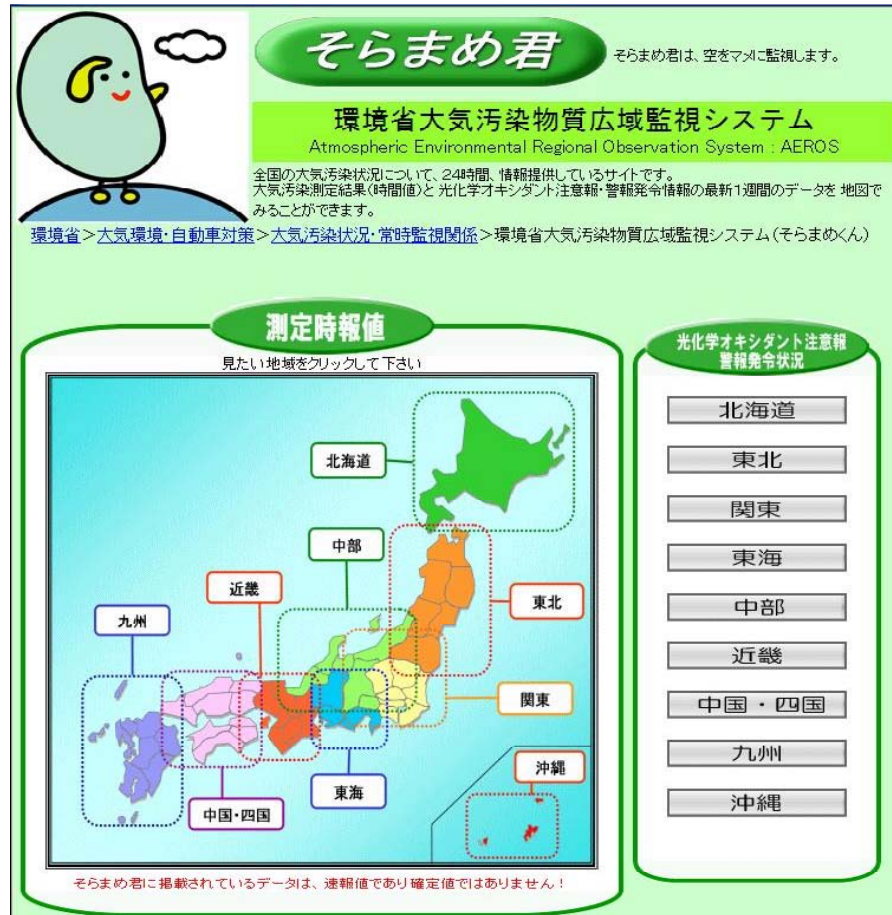 そらまめ君
そらまめ君は、空をマメに監視します。
環境省大気汚染物質広域監視システム
Atmospheric Environmental Regional Observation System : AEROS
全国の大気汚染状況について、24時間、情報提供しているサイトです。
大気汚染測定結果(時間値)と光化学オキシダント注意報・警報発令情報の最新1週間のデータを地図で
みることができます。
環境省>大気環境・自動車対策>大気汚染状況・常時監視関係>環境省大気汚染物質広域監視システム(そらまめくん)
測定時報値
見たい地域をクリックして下さい
北海道
中部
近畿
九州
東北
関東
沖縄
東海
中国・四国
そらまめ君に掲載されているデータは、速報値であり確定値ではありません!
光化学オキシダント注意報
警報発令状況
北海道
東北
関東
東海
中部
近畿
中国・四国
九州
沖縄